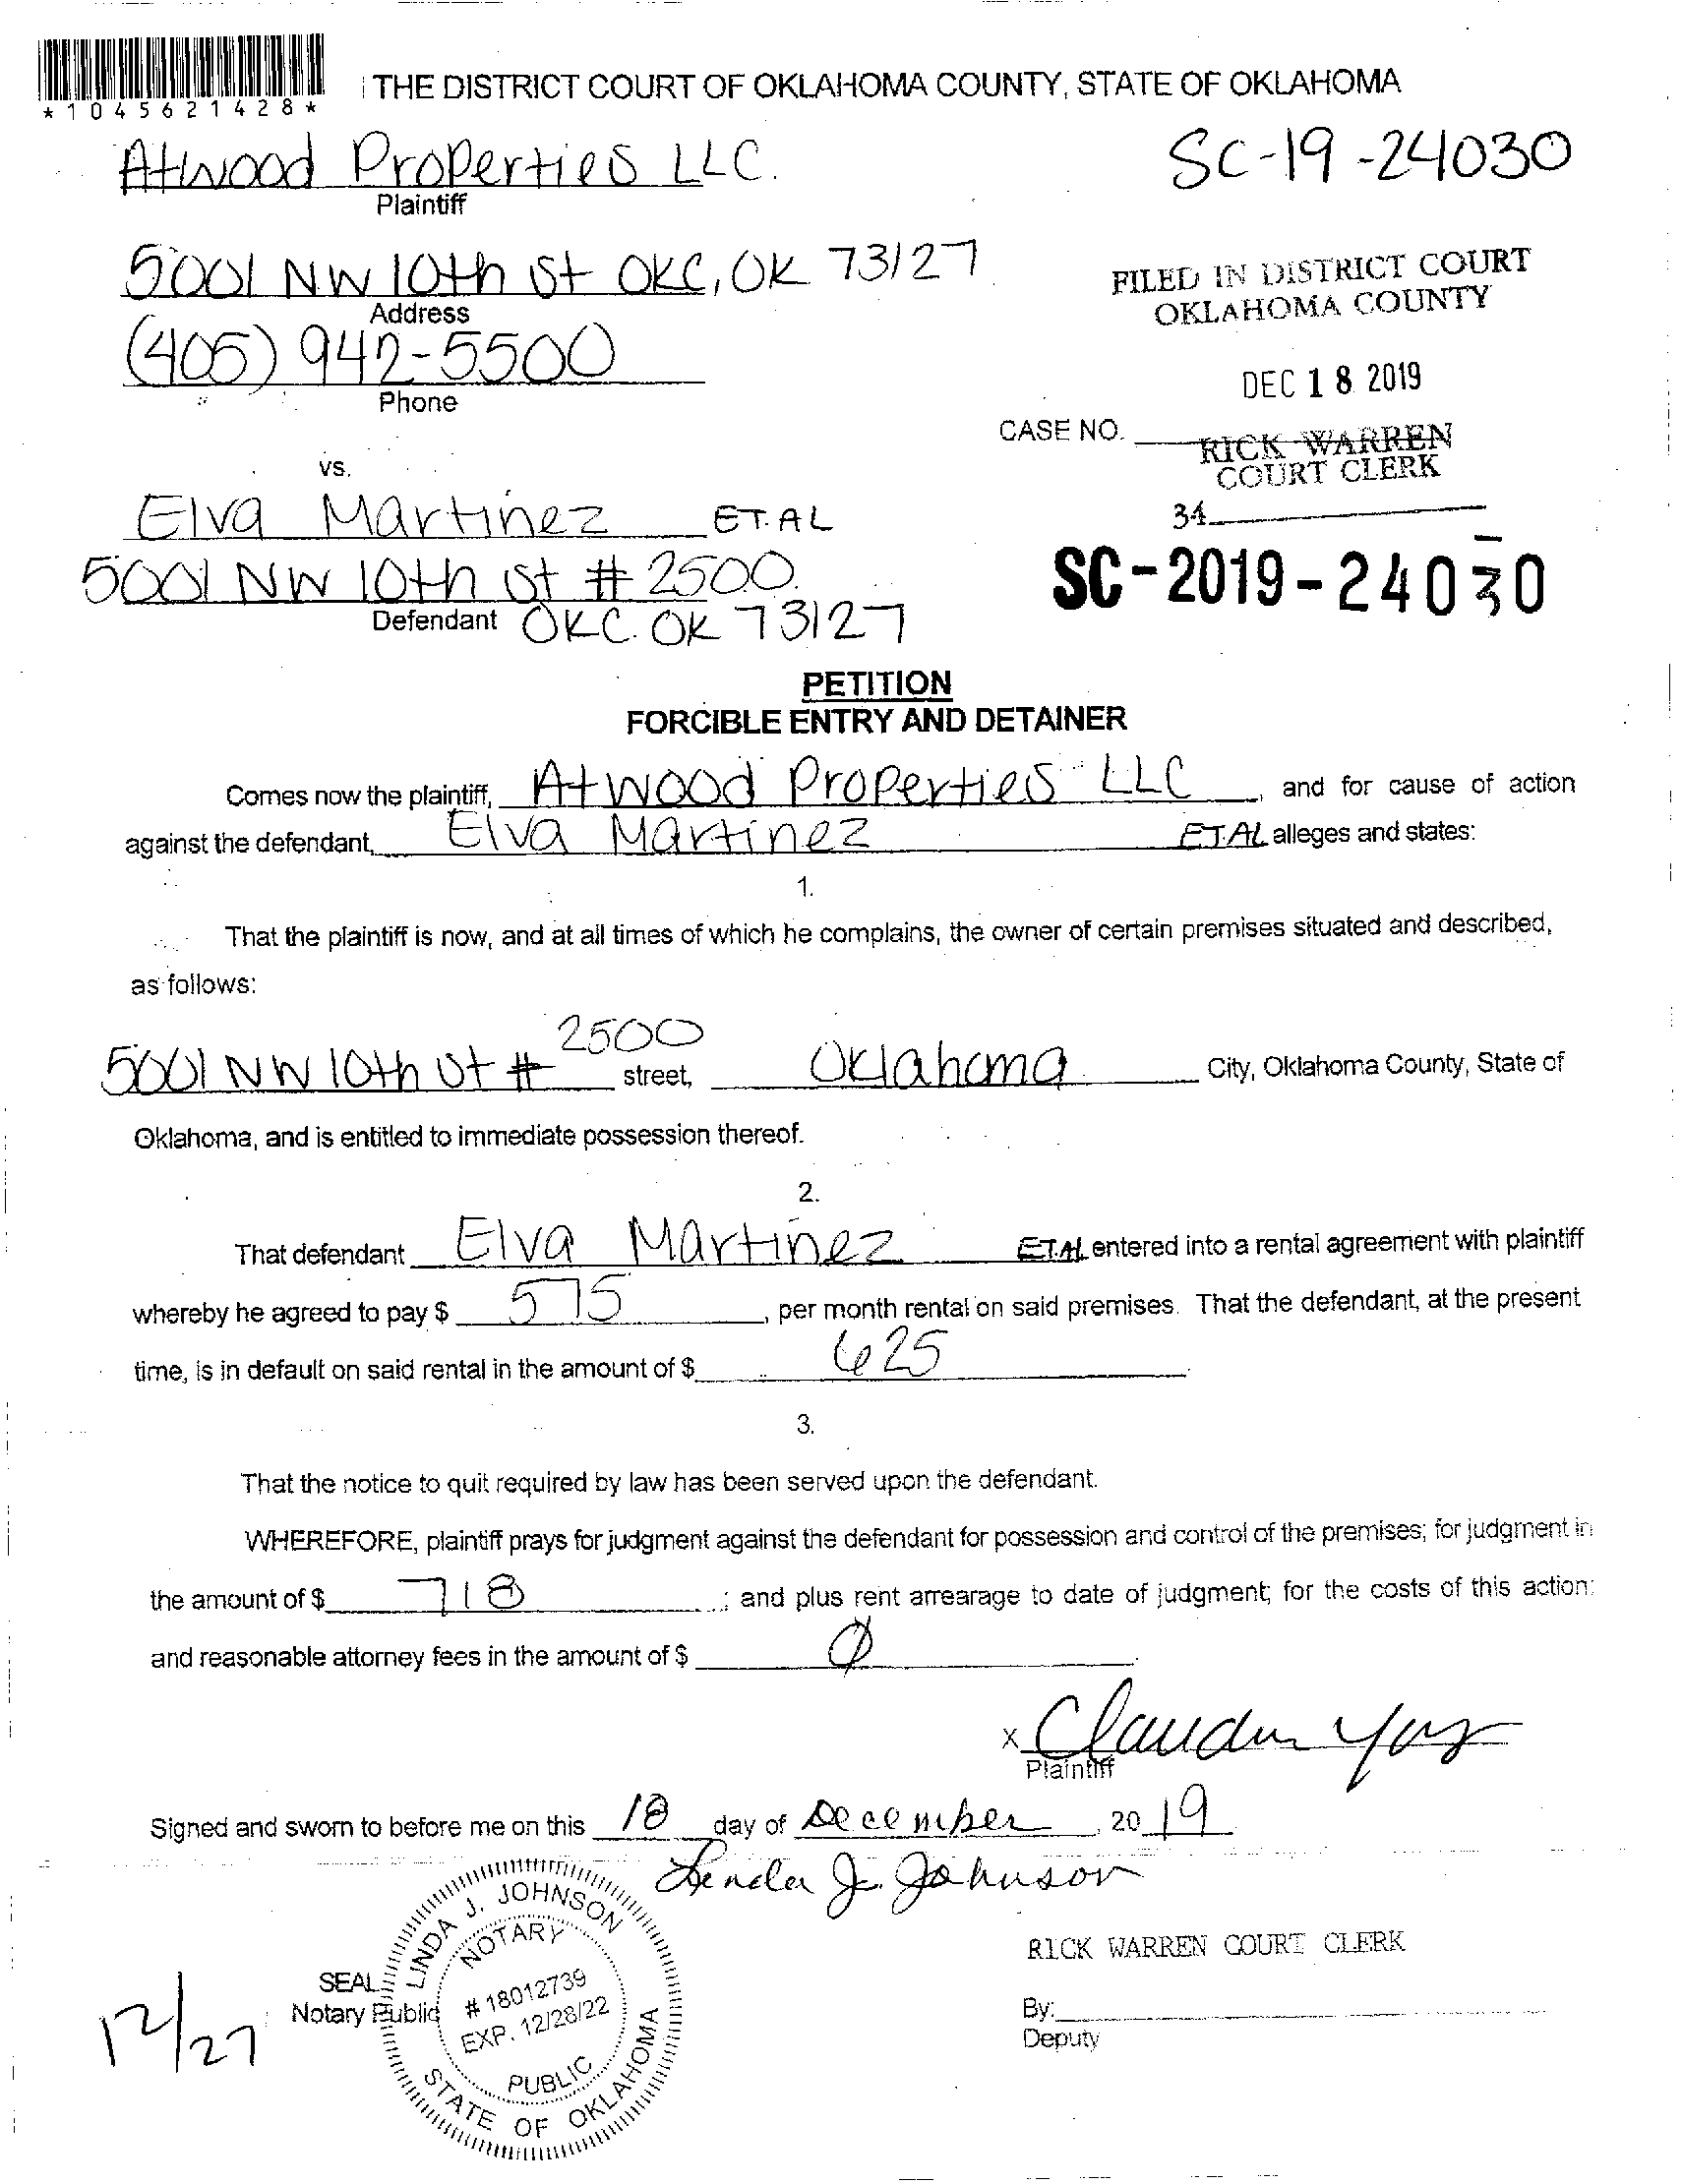 *1045621428*
THE DISTRICT COURT OF OKLAHOMA COUNTY, STATE OF OKLAHOMA
Atwood Properties LLC.
SC-19-24030
Plaintiff
5001 NW 10th St OKC, OK 73127
Address
FILED IN DISTRICT COURT
OKLAHOMA COUNTY
(405) 942-5500
Phone
DEC 18 2019
CASE NO.
RICK WARREN
COURT CLERK
vs.
34
Elva Martinez ET. AL
5001 NW 10th St # 2500.
Defendant OKC. OK 73127
SC-2019-24030
PETITION
FORCIBLE ENTRY AND DETAINER
Comes now the plaintiff, Atwood Properties LLC, and for cause of action
against the defendant, Elva Martinez ET.AL alleges and states:
1.
That the plaintiff is now, and at all times of which he complains, the owner of certain premises situated and described,
as follows:
5001 NW 10th St # 2500 street, Oklahoma City, Oklahoma County, State of
Oklahoma, and is entitled to immediate possession thereof.
2.
That defendant Elva Martinez ET.AL entered into a rental agreement with plaintiff
whereby he agreed to pay $ 575, per month rental on said premises. That the defendant, at the present
time, is in default on said rental in the amount of $ 625.
3.
That the notice to quit required by law has been served upon the defendant.
WHEREFORE, plaintiff prays for judgment against the defendant for possession and control of the premises; for judgment in
the amount of $ 718; and plus rent arrearage to date of judgment; for the costs of this action:
and reasonable attorney fees in the amount of $ 0.
x Claudia
Plaintiff
Signed and sworn to before me on this 18 day of December, 2019
Linda J. Johnson
LINDA J. JOHNSON
NOTARY
# 18012739
EXP. 12/28/22
PUBLIC
STATE OF OKLAHOMA
SEAL
Notary Public
12/27
RICK WARREN COURT CLERK
By:
Deputy